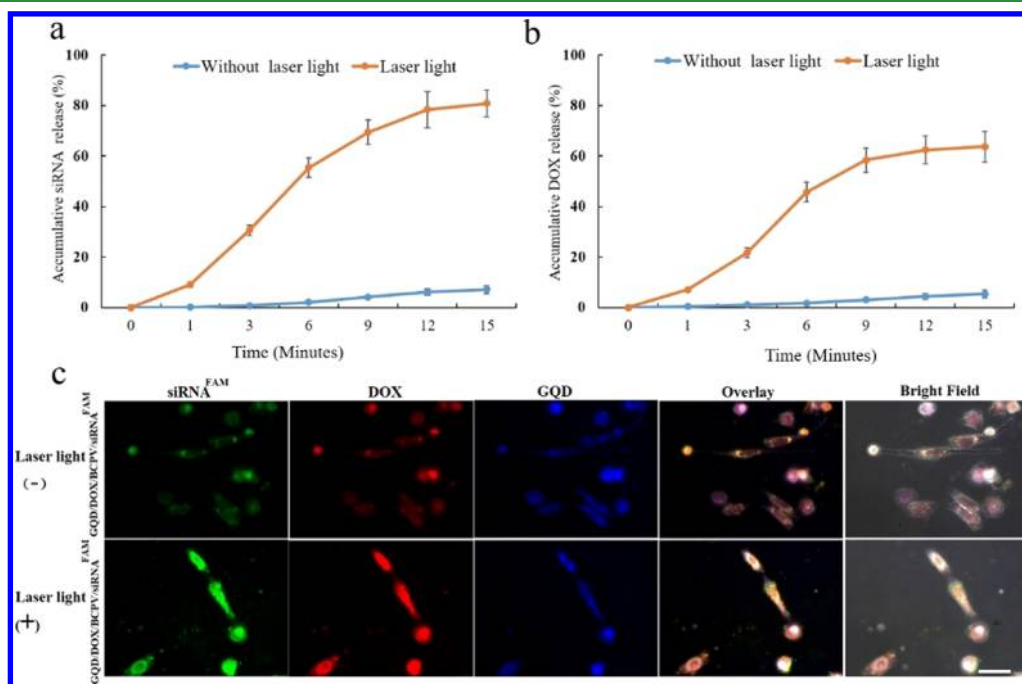 a
100
80
60
40
20
0
Accumulative siRNA release (%)
Without laser light
Laser light
0 1 3 6 9 12 15
Time (Minutes)
b
100
80
60
40
20
0
Accumulative DOX release (%)
Without laser light
Laser light
0 1 3 6 9 12 15
Time (Minutes)
c
siRNAFAM DOX GQD Overlay Bright Field
Laser light
(-)
GQD/DOX/BCPV/siRNAFAM
Laser light
(+)
GQD/DOX/BCPV/siRNAFAM